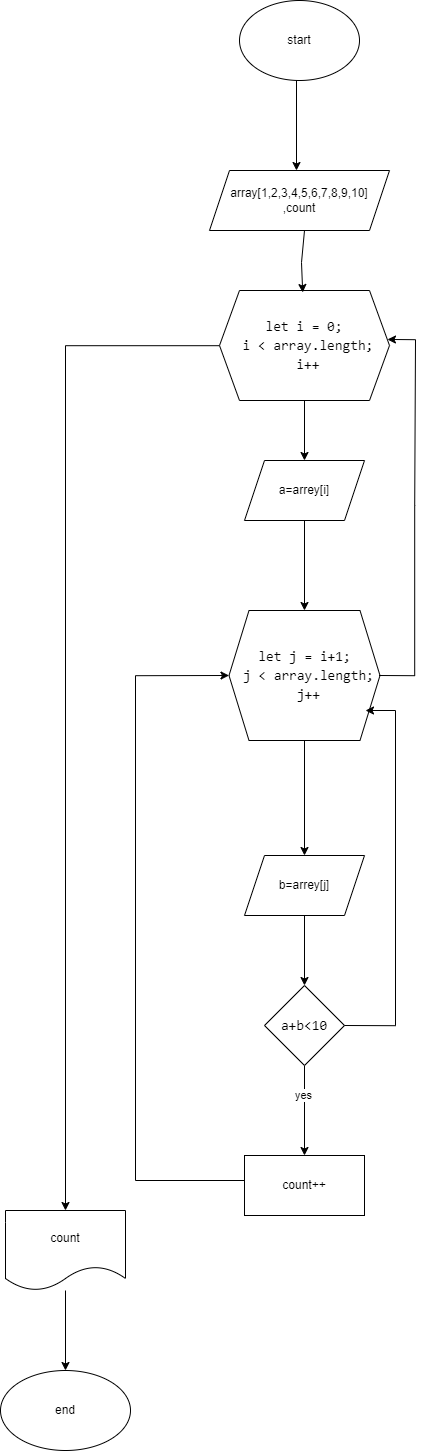 start
array[1,2,3,4,5,6,7,8,9,10]
,count
let i = 0;
i < array.length;
i++
a=arrey[i]
let j = i+1;
j < array.length;
j++
b=arrey[j]
a+b<10
yes
count++
count
end